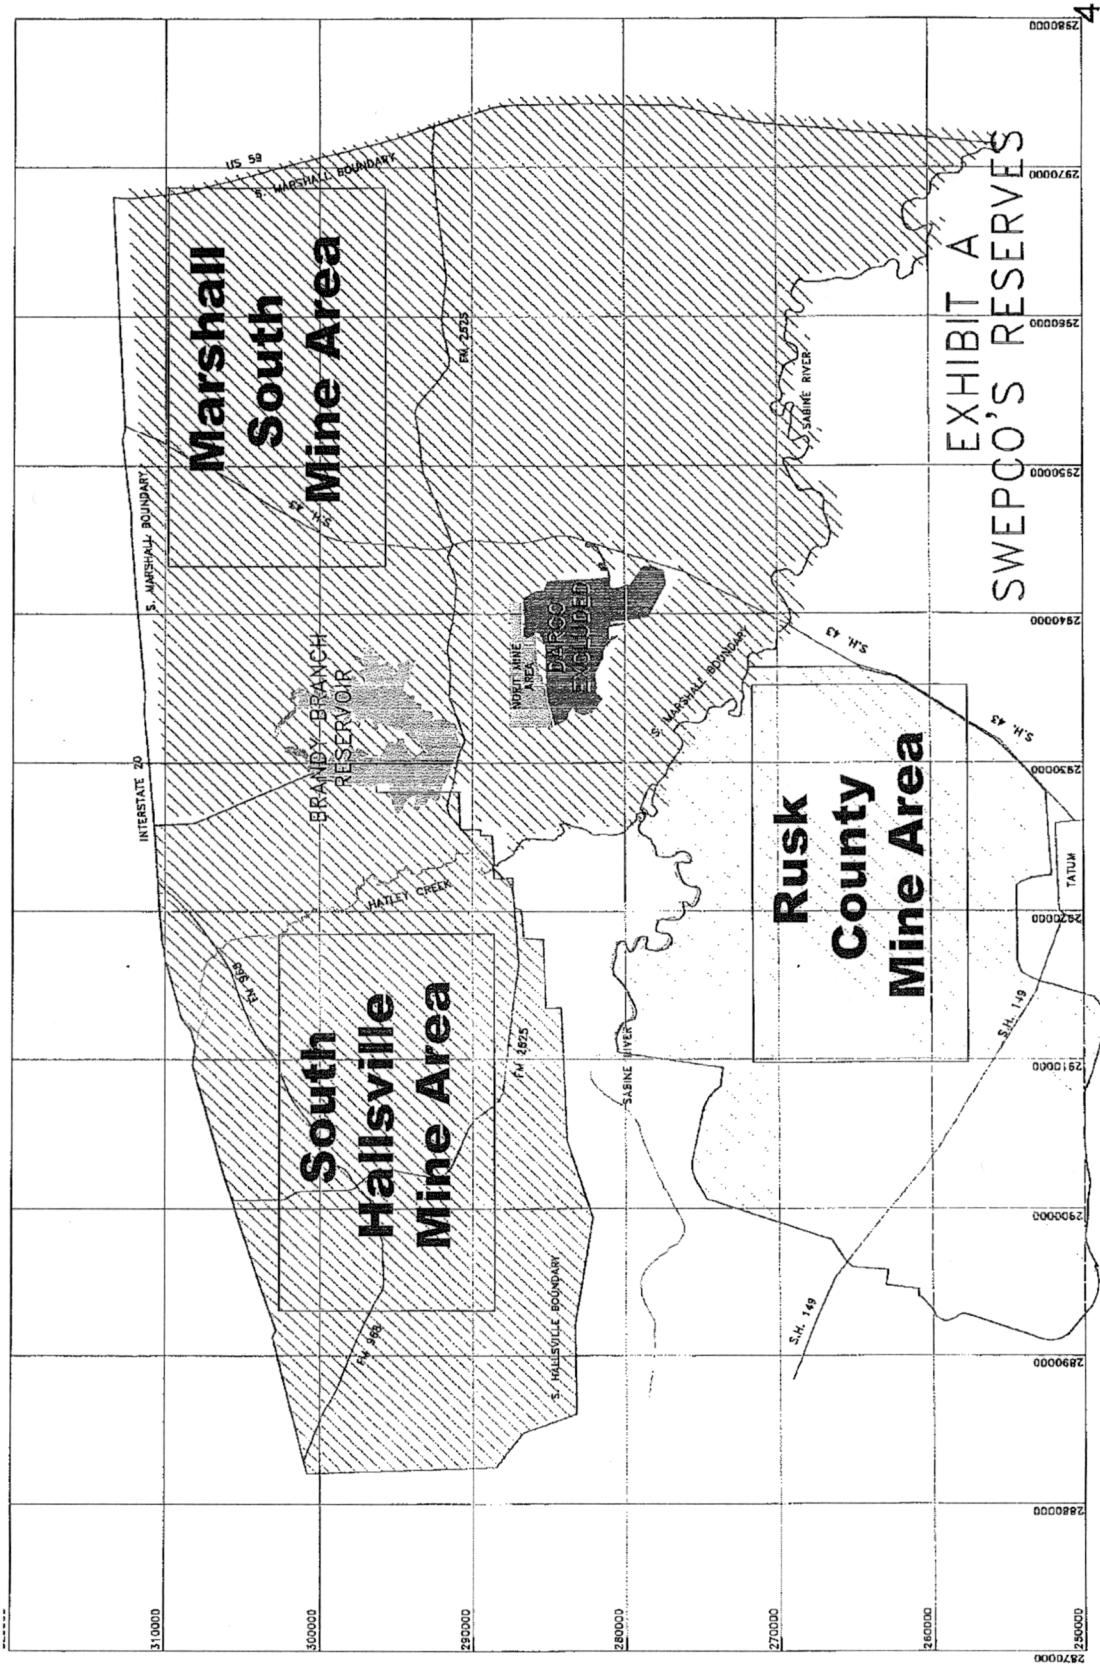 INTERSTATE 20
S. MARSHALL BOUNDARY
US 59
S. MARSHALL BOUNDARY
Marshall
South
Mine Area
S.H. 43
FM 2625
BRANDY BRANCH
RESERVOIR
HATLEY CREEK
FM 968
South
Hallsville
Mine Area
FM 968
FM 2625
S. HALLSVILLE BOUNDARY
NORIT MINE
AREA
DARCO
EXCLUDED
S. MARSHALL BOUNDARY
SABINE RIVER
SABINE RIVER
S.H. 43
S.H. 43
Rusk
County
Mine Area
TATUM
S.H. 149
S.H. 149
EXHIBIT A
SWEPCO'S RESERVES
310000
300000
290000
280000
270000
260000
250000
2870000
2880000
2890000
2900000
2910000
2920000
2930000
2940000
2950000
2960000
2970000
2980000
4